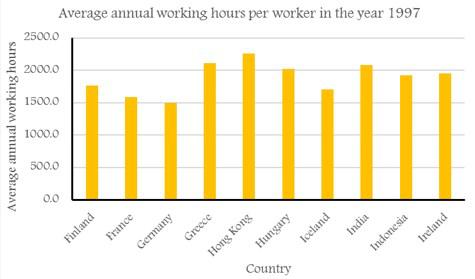 Average annual working hours per worker in the year 1997
Average annual working hours
2500.0
2000.0
1500.0
1000.0
500.0
0.0
Finland
France
Germany
Greece
Hong Kong
Hungary
Iceland
India
Indonesia
Ireland
Country